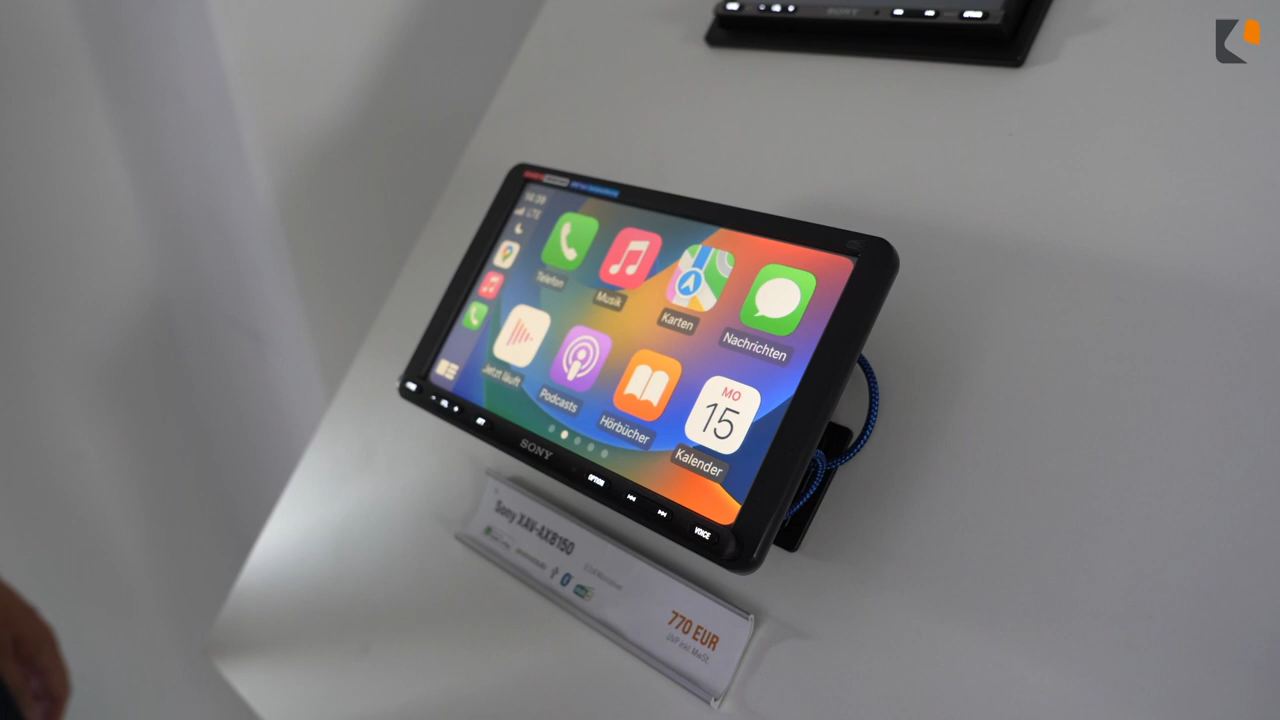 SONY
LTE
Telefon
Musik
Karten
Nachrichten
Jetzt läuft
Podcasts
Hörbücher
MO
15
Kalender
SONY
OPTION
VOICE
Sony XAV-AX8150
770 EUR
UVP inkl. MwSt.